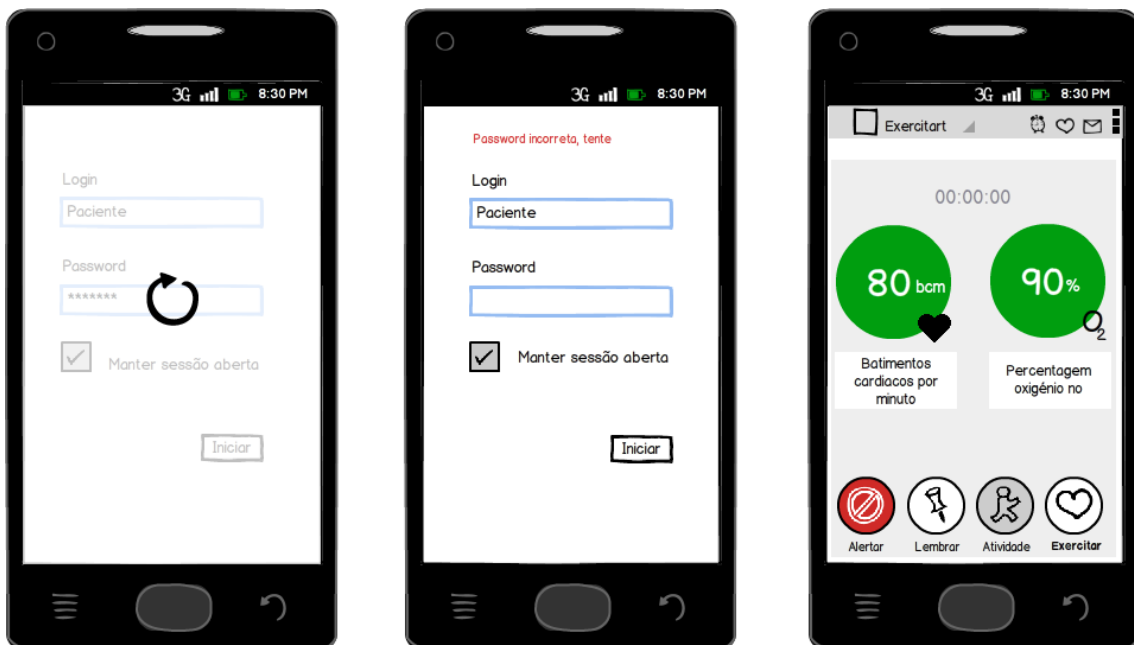 3G 8:30 PM
Login
Paciente
Password
*******
Manter sessão aberta
Iniciar
3G 8:30 PM
Password incorreta, tente
Login
Paciente
Password
Manter sessão aberta
Iniciar
3G 8:30 PM
Exercitart
00:00:00
80 bcm
90%
O2
Batimentos
cardiacos por
minuto
Percentagem
oxigénio no
Alertar Lembrar Atividade Exercitar